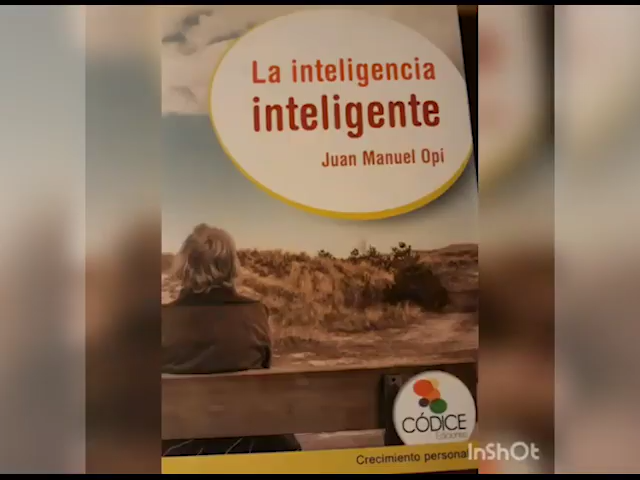 La inteligencia
inteligente
Juan Manuel Opi
CÓDICE
Ediciones
Crecimiento personal
InShOt